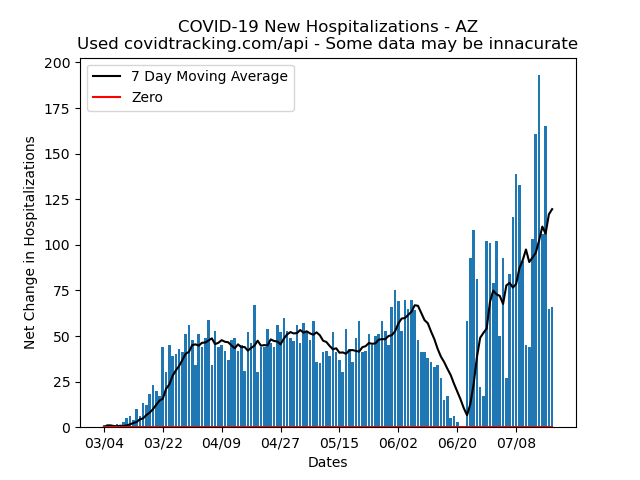 COVID-19 New Hospitalizations - AZ
Used covidtracking.com/api - Some data may be innacurate
7 Day Moving Average
Zero
Net Change in Hospitalizations
200
175
150
125
100
75
50
25
0
03/04 03/22 04/09 04/27 05/15 06/02 06/20 07/08
Dates